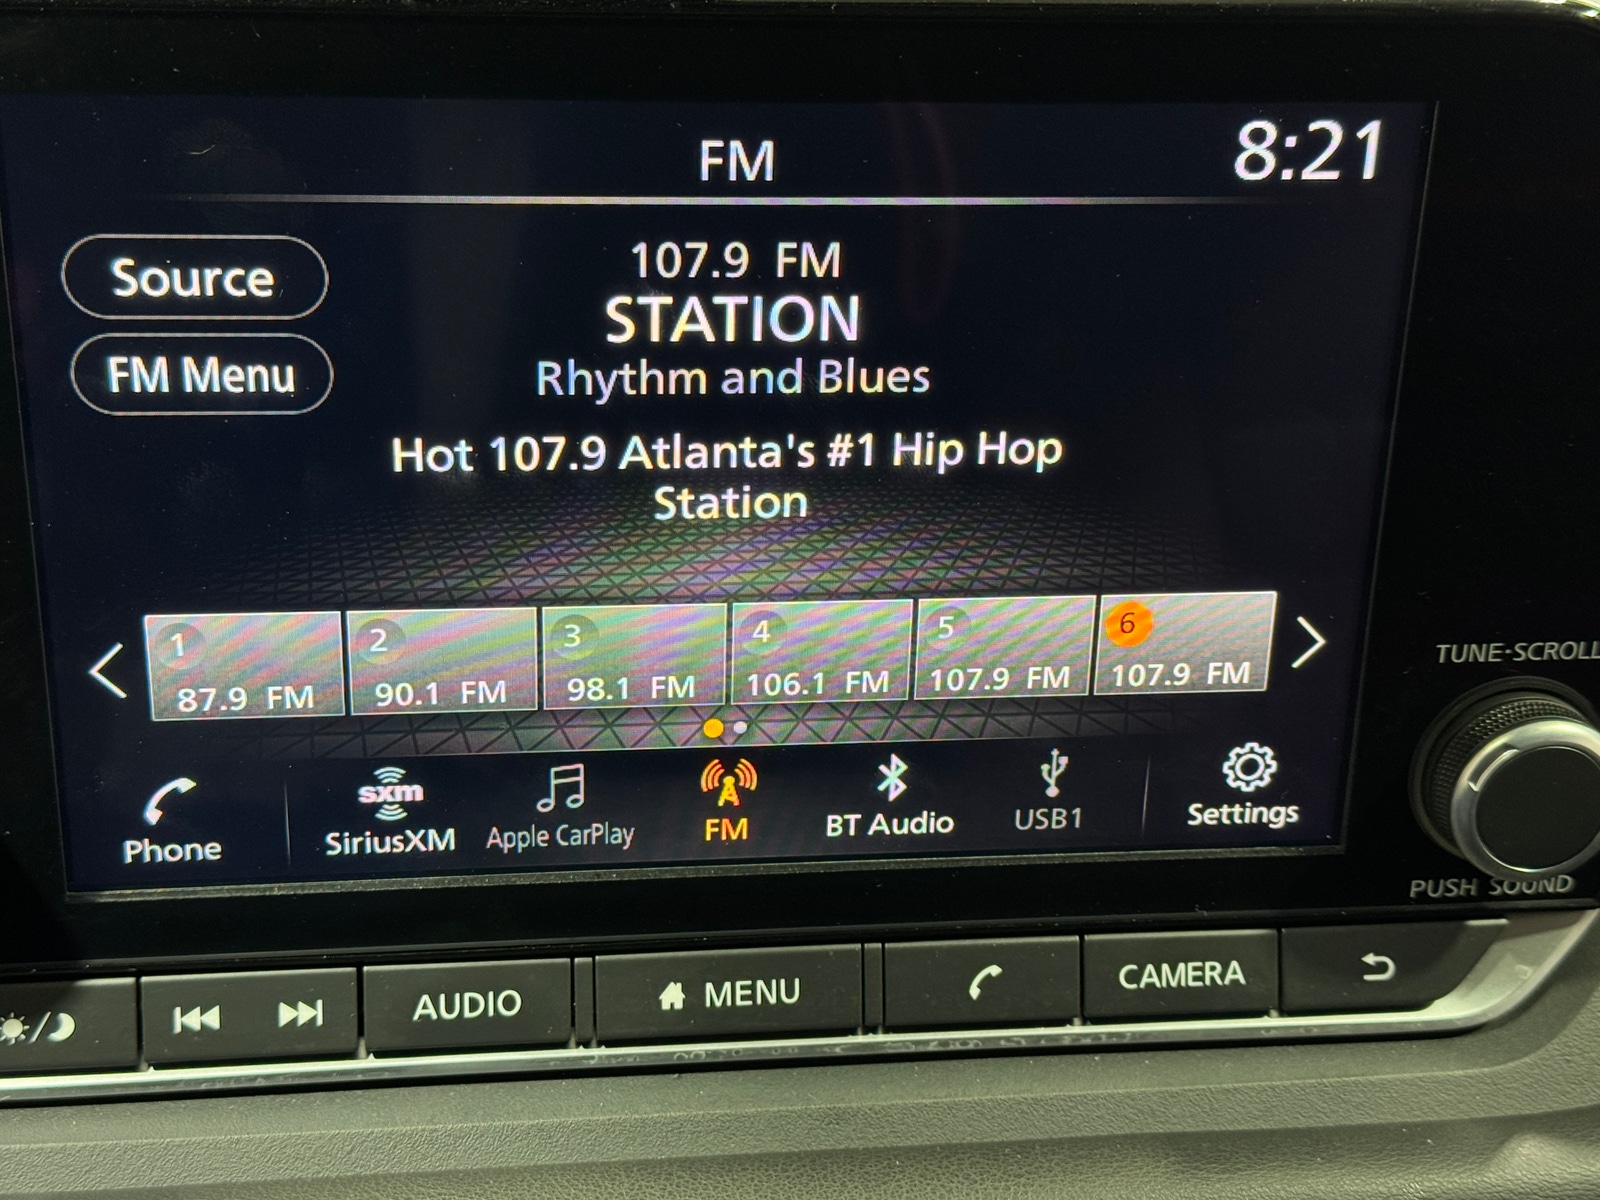 FM
8:21
Source
107.9 FM
STATION
FM Menu
Rhythm and Blues
Hot 107.9 Atlanta's #1 Hip Hop
Station
1
87.9 FM
2
90.1 FM
3
98.1 FM
4
106.1 FM
5
107.9 FM
6
107.9 FM
Phone
sxm
SiriusXM
Apple CarPlay
A
FM
BT Audio
USB1
Settings
TUNE·SCROLL
PUSH SOUND
AUDIO
MENU
CAMERA